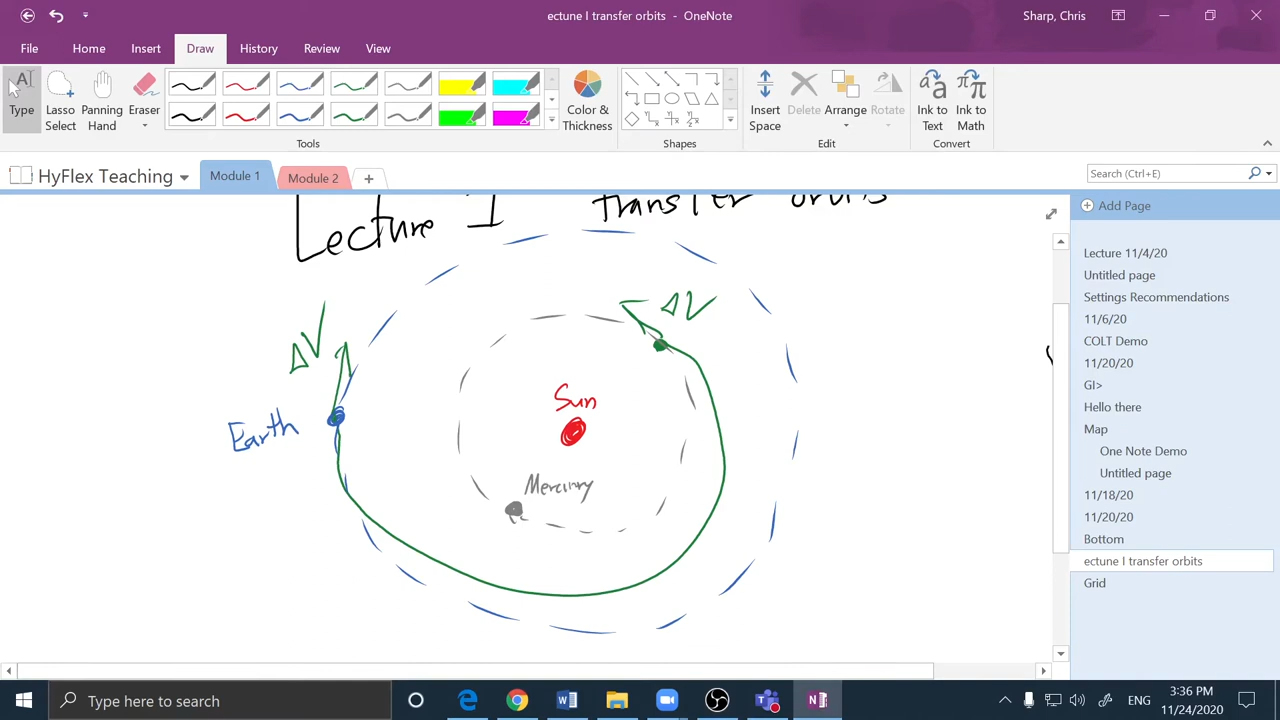 ectune I transfer orbits - OneNote
Sharp, Chris
File
Home
Insert
Draw
History
Review
View
Type
Lasso Select
Panning Hand
Eraser
Color & Thickness
Insert Space
Delete
Arrange
Rotate
Ink to Text
Ink to Math
Tools
Shapes
Edit
Convert
HyFlex Teaching
Module 1
Module 2
Search (Ctrl+E)
Lecture I transfer orbits
ΔV
ΔV
Sun
Earth
Mercury
Add Page
Lecture 11/4/20
Untitled page
Settings Recommendations
11/6/20
COLT Demo
11/20/20
GI>
Hello there
Map
One Note Demo
Untitled page
11/18/20
11/20/20
Bottom
ectune I transfer orbits
Grid
Type here to search
ENG
3:36 PM
11/24/2020